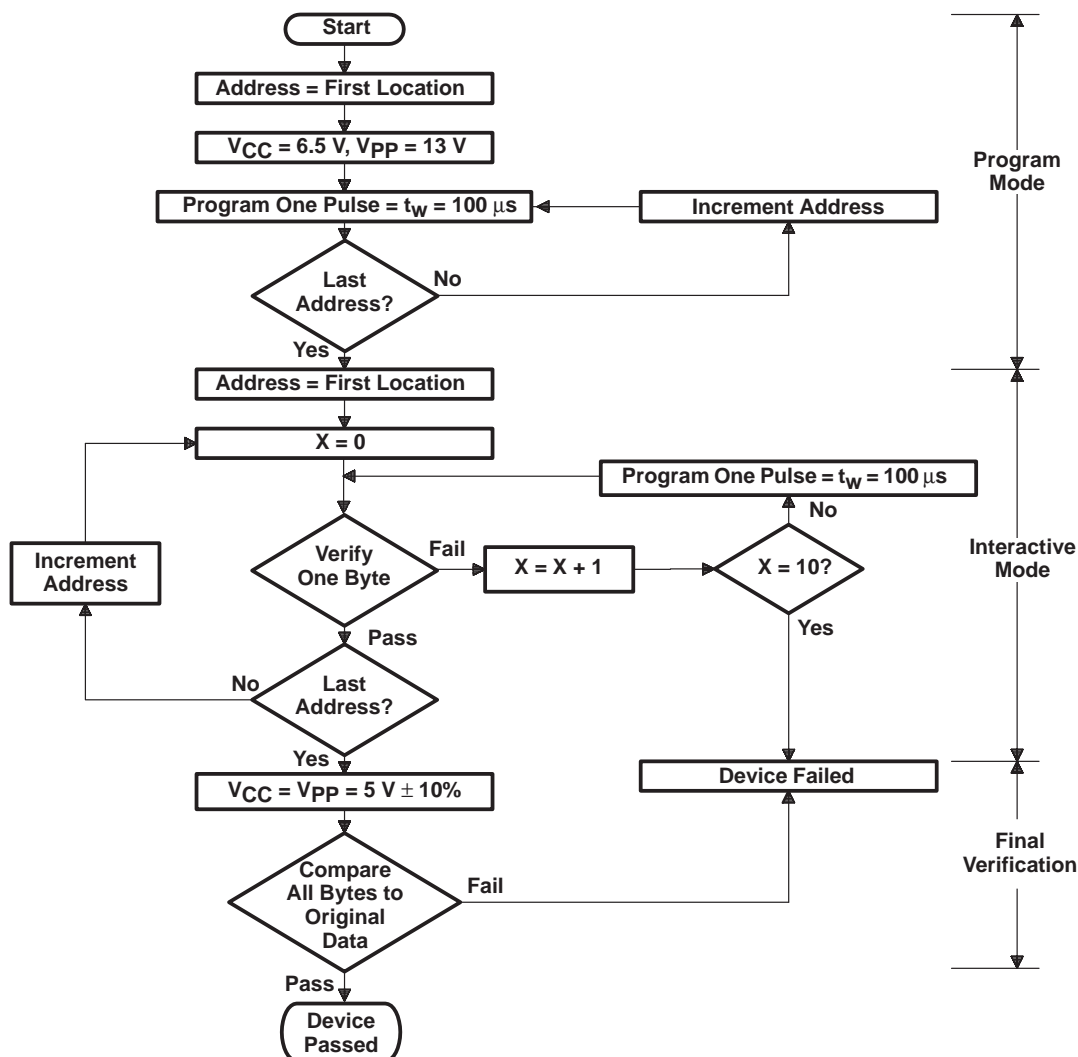 Start
Address = First Location
VCC = 6.5 V, VPP = 13 V
Program
Mode
Program One Pulse = tw = 100 µs
Increment Address
Last
Address?
No
Yes
Address = First Location
X = 0
Program One Pulse = tw = 100 µs
No
Increment
Address
Verify
One Byte
Fail
X = X + 1
X = 10?
Interactive
Mode
Pass
Yes
No
Last
Address?
Yes
VCC = VPP = 5 V ± 10%
Device Failed
Compare
All Bytes to
Original
Data
Fail
Final
Verification
Pass
Device
Passed